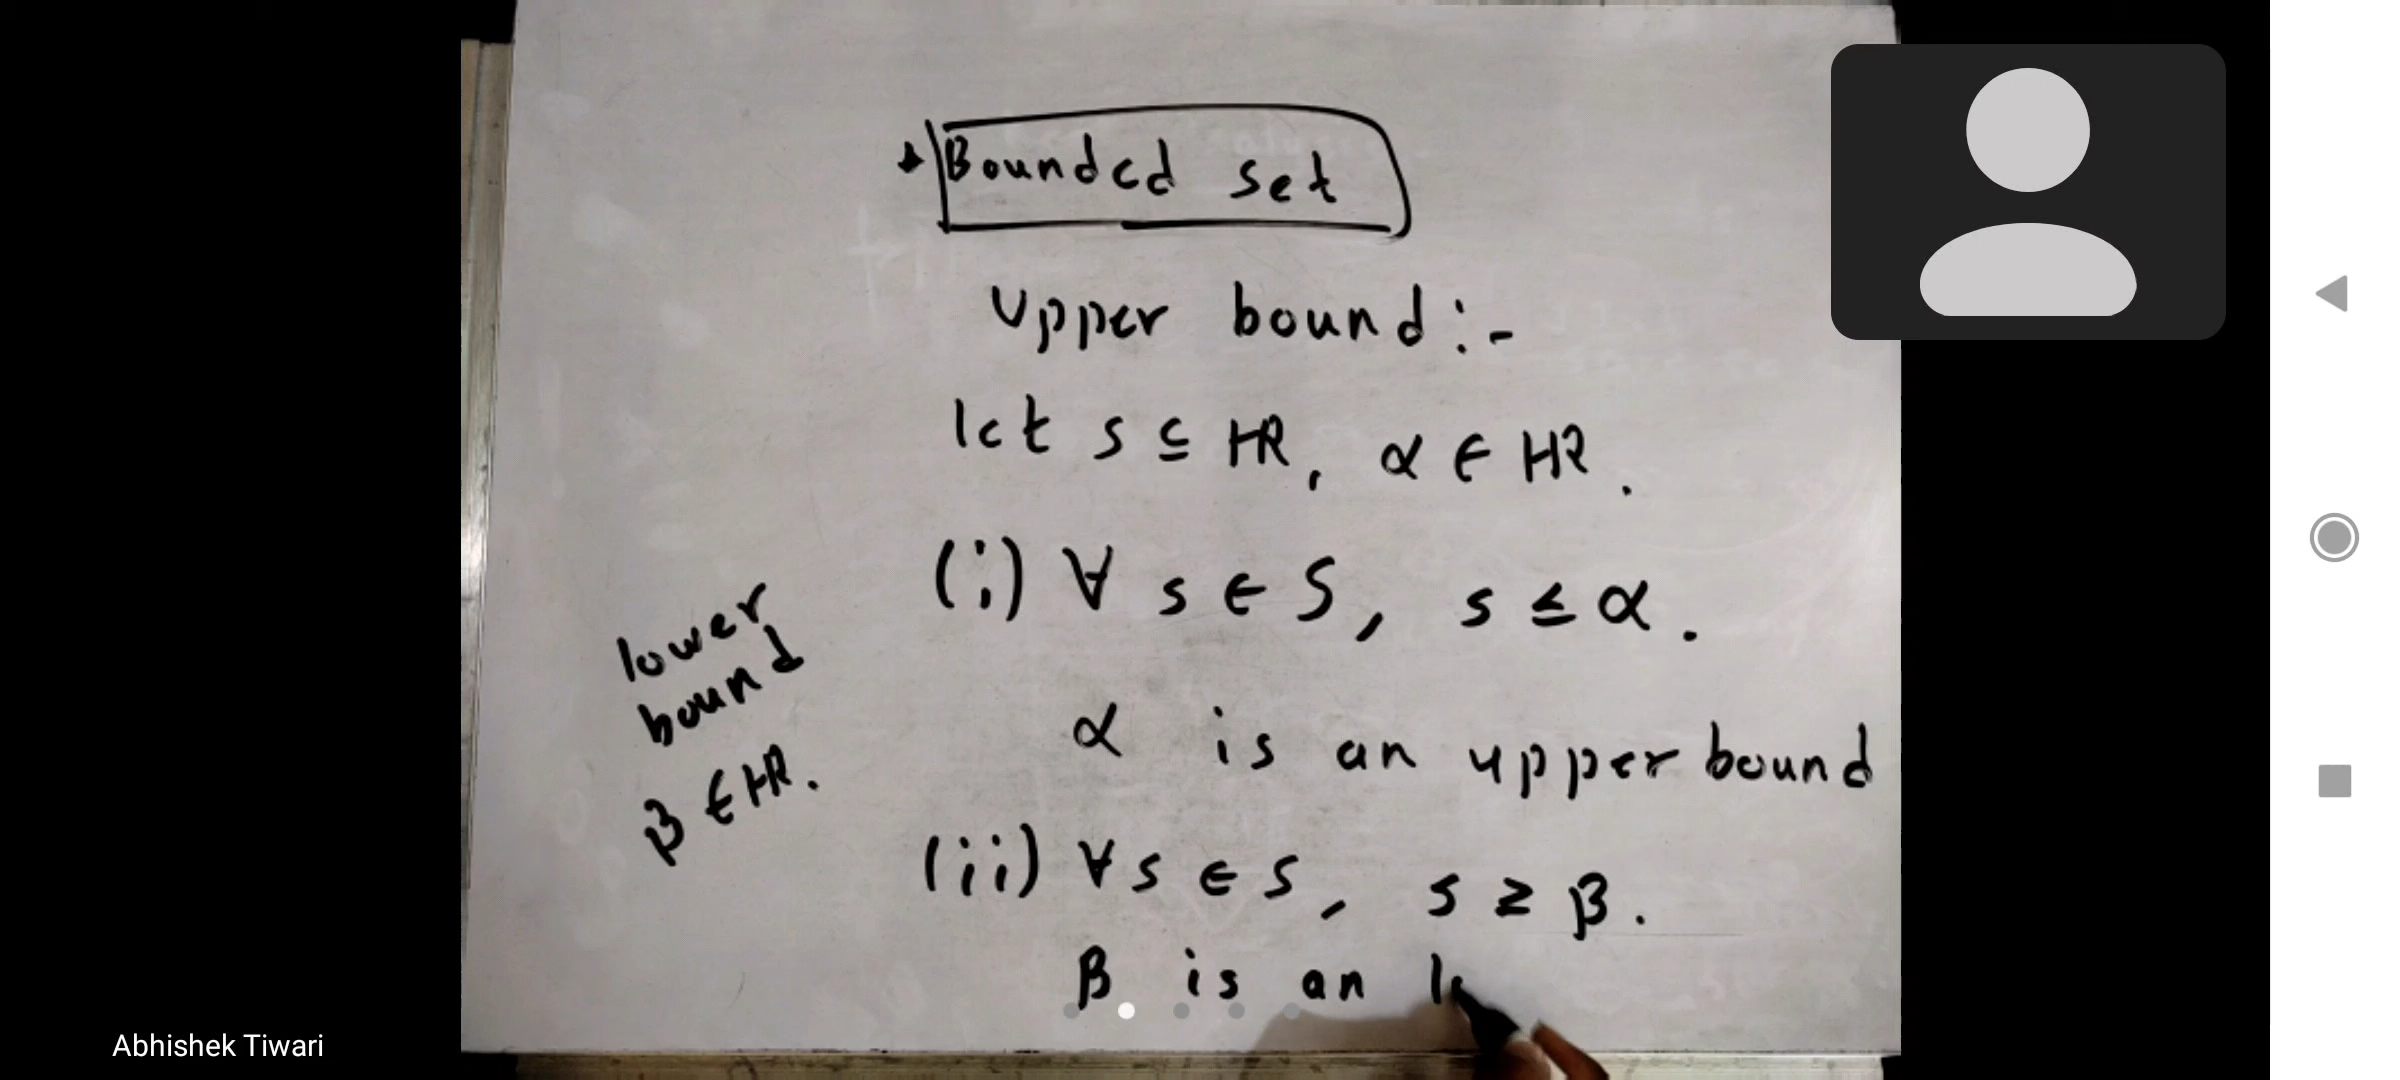 Bounded set
Upper bound :-
let s ⊆ ℝ, α ∈ ℝ.
(i) ∀ s ∈ S, s ≤ α.
α is an upper bound
lower
bound
β ∈ ℝ.
(ii) ∀ s ∈ S, s ≥ β.
β is an
Abhishek Tiwari